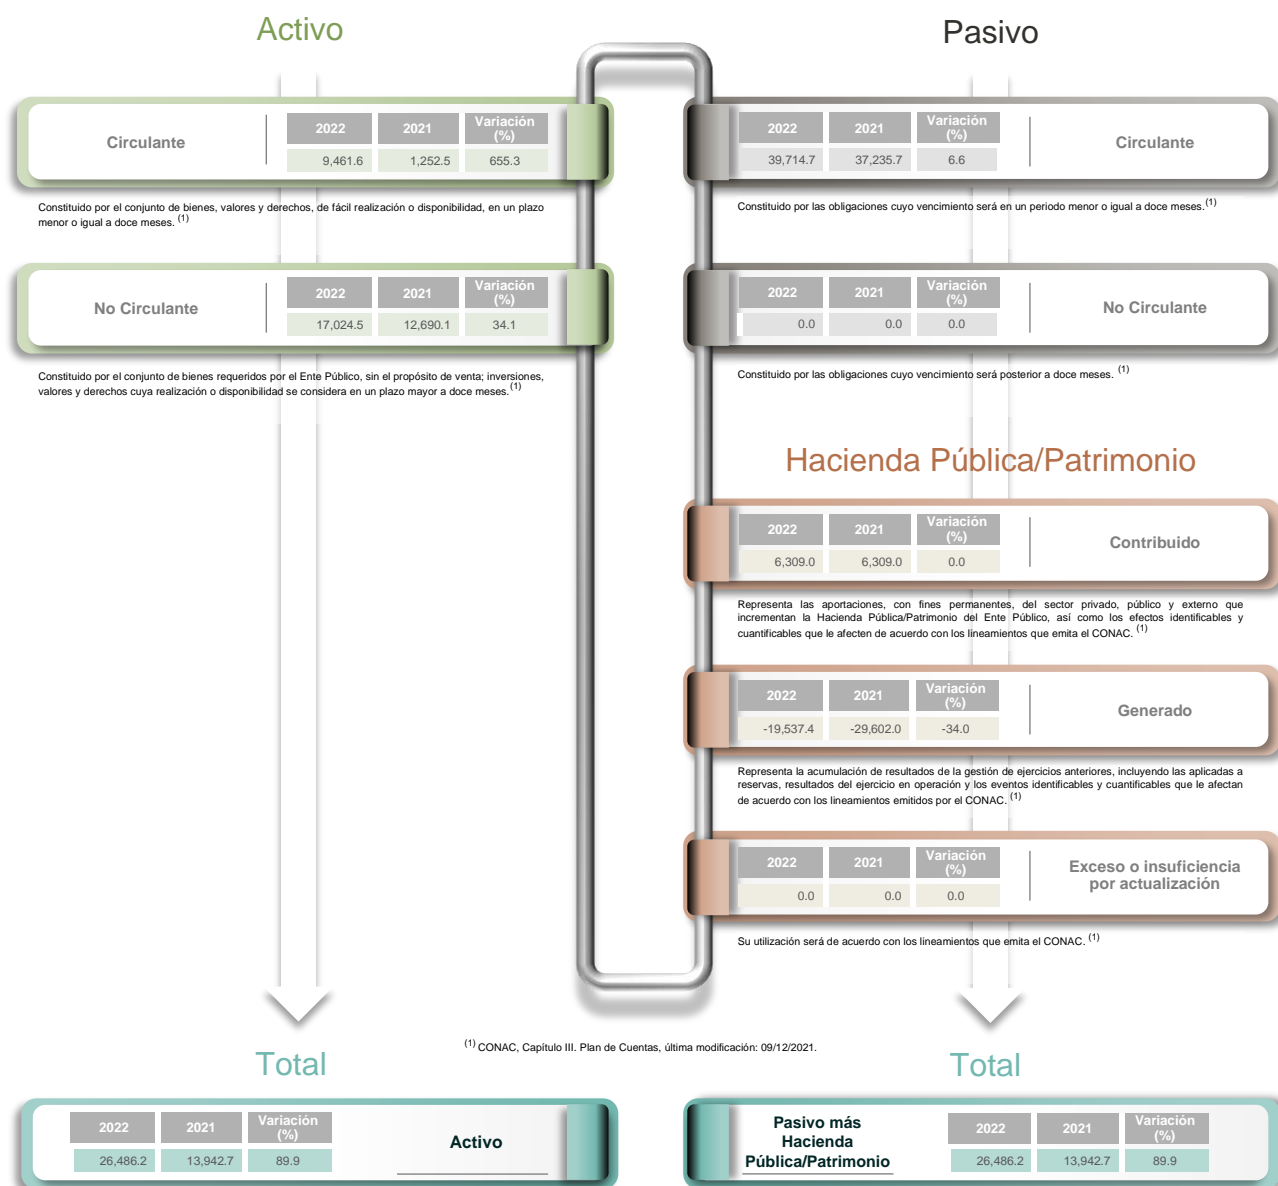 Activo
Circulante
2022 2021 Variación (%)
9,461.6 1,252.5 655.3
Constituido por el conjunto de bienes, valores y derechos, de fácil realización o disponibilidad, en un plazo
menor o igual a doce meses. (1)
No Circulante
2022 2021 Variación (%)
17,024.5 12,690.1 34.1
Constituido por el conjunto de bienes requeridos por el Ente Público, sin el propósito de venta; inversiones,
valores y derechos cuya realización o disponibilidad se considera en un plazo mayor a doce meses. (1)
Pasivo
2022 2021 Variación (%)
39,714.7 37,235.7 6.6
Circulante
Constituido por las obligaciones cuyo vencimiento será en un periodo menor o igual a doce meses. (1)
2022 2021 Variación (%)
0.0 0.0 0.0
No Circulante
Constituido por las obligaciones cuyo vencimiento será posterior a doce meses. (1)
Hacienda Pública/Patrimonio
2022 2021 Variación (%)
6,309.0 6,309.0 0.0
Contribuido
Representa las aportaciones, con fines permanentes, del sector privado, público y externo que
incrementan la Hacienda Pública/Patrimonio del Ente Público, así como los efectos identificables y
cuantificables que le afecten de acuerdo con los lineamientos que emita el CONAC. (1)
2022 2021 Variación (%)
-19,537.4 -29,602.0 -34.0
Generado
Representa la acumulación de resultados de la gestión de ejercicios anteriores, incluyendo las aplicadas a
reservas, resultados del ejercicio en operación y los eventos identificables y cuantificables que le afectan
de acuerdo con los lineamientos emitidos por el CONAC. (1)
2022 2021 Variación (%)
0.0 0.0 0.0
Exceso o insuficiencia
por actualización
Su utilización será de acuerdo con los lineamientos que emita el CONAC. (1)
(1) CONAC, Capítulo III. Plan de Cuentas, última modificación: 09/12/2021.
Total
2022 2021 Variación (%)
26,486.2 13,942.7 89.9
Activo
Total
Pasivo más
Hacienda
Pública/Patrimonio
2022 2021 Variación (%)
26,486.2 13,942.7 89.9